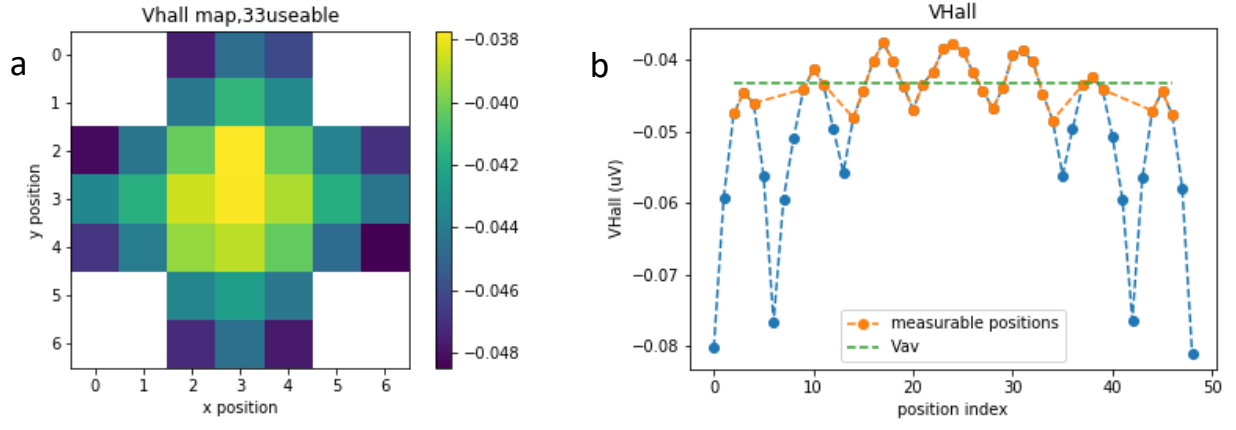 a
Vhall map,33useable
y position
0
1
2
3
4
5
6
0 1 2 3 4 5 6
x position
−0.038
−0.040
−0.042
−0.044
−0.046
−0.048
b
VHall
VHall (uV)
−0.04
−0.05
−0.06
−0.07
−0.08
measurable positions
Vav
0 10 20 30 40 50
position index